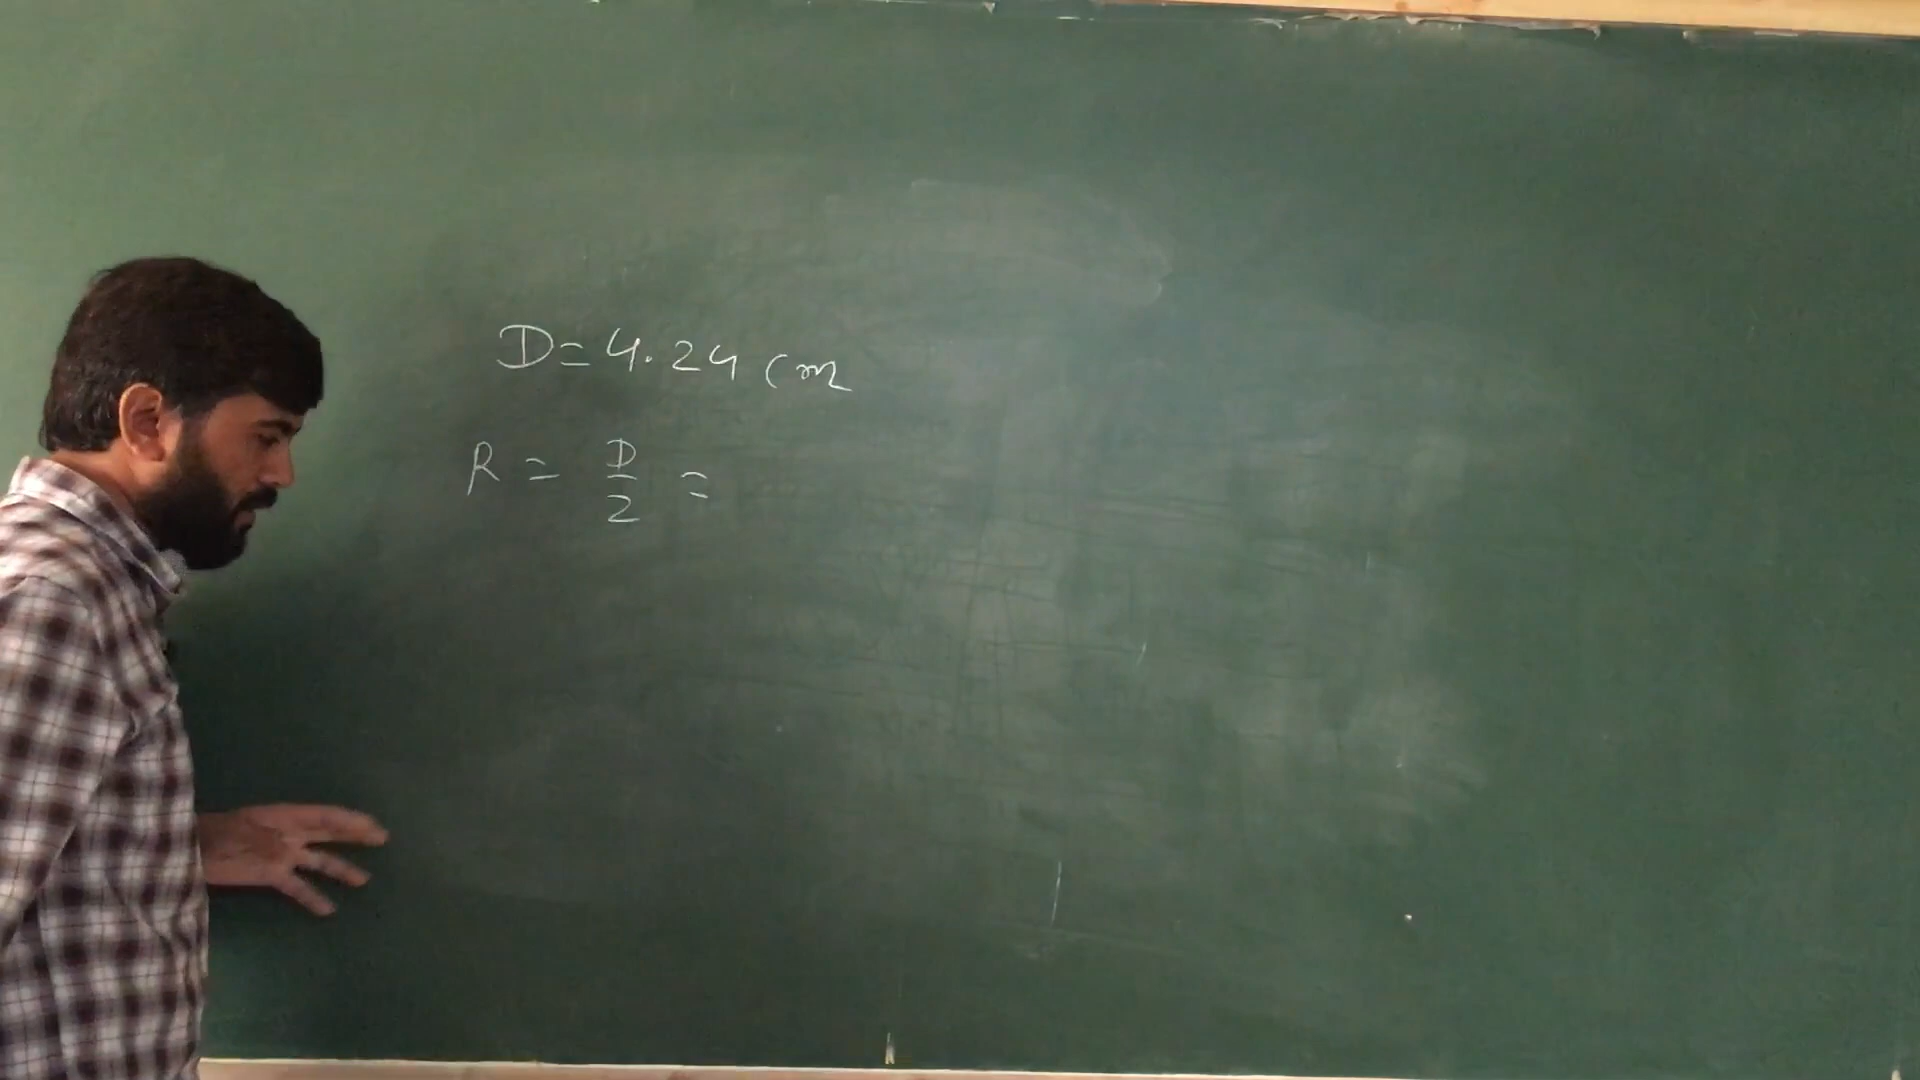 D = 4.24 cm
R = D/2 =